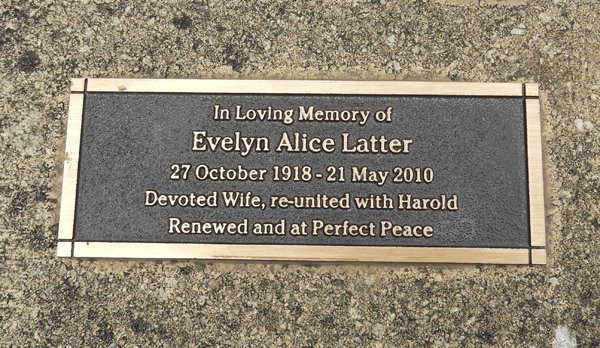 In Loving Memory of
Evelyn Alice Latter
27 October 1918 - 21 May 2010
Devoted Wife, re-united with Harold
Renewed and at Perfect Peace